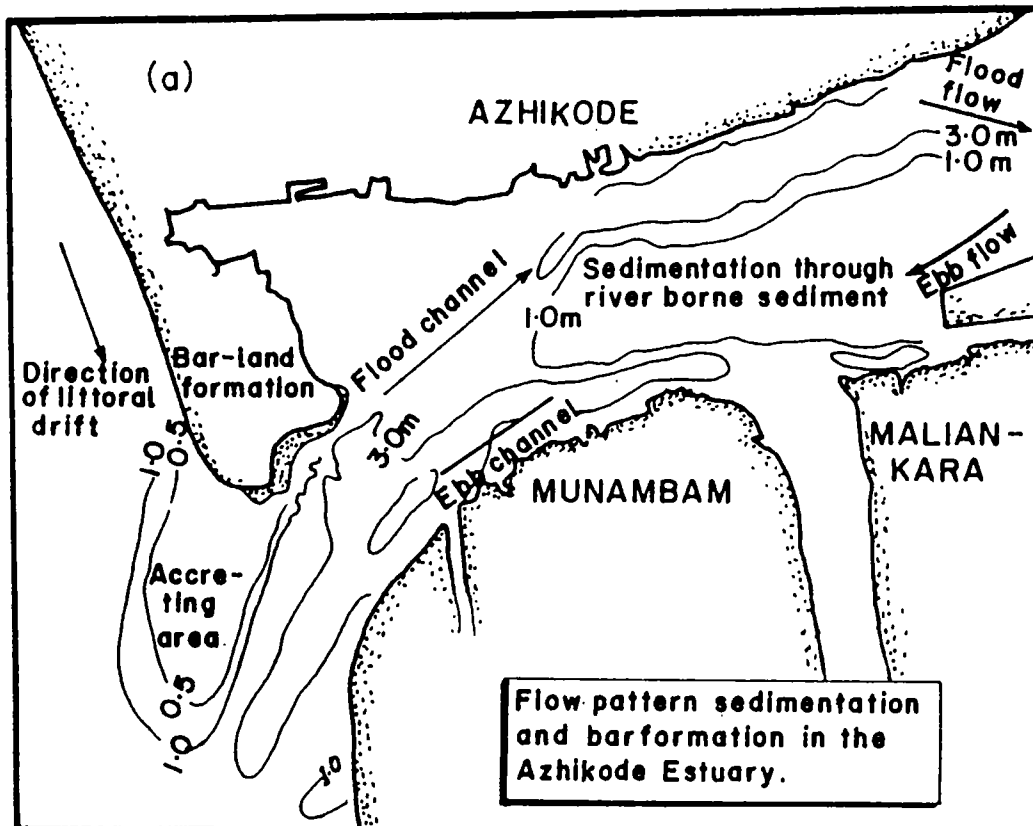 (a)
AZHIKODE
Flood
flow
3.0m
1.0m
Ebb flow
Sedimentation through
river borne sediment
1.0m
Flood channel
Bar-land
formation
Direction
of littoral
drift
1.0
0.5
3.0m
Ebb channel
MUNAMBAM
MALIAN-
KARA
Accre-
ting
area
0.5
1.0
1.0
Flow pattern sedimentation
and barformation in the
Azhikode Estuary.